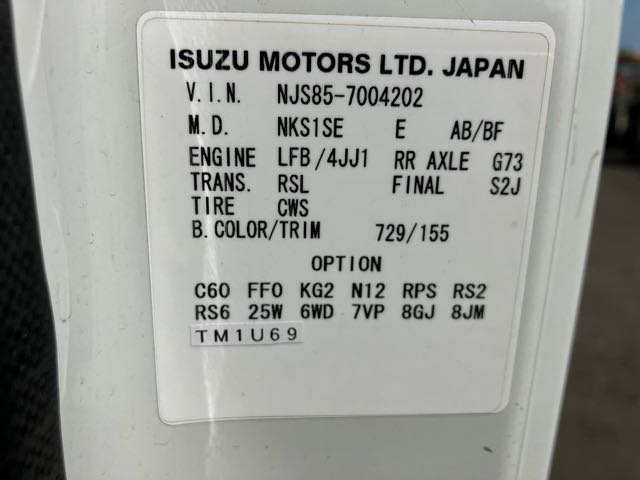 ISUZU MOTORS LTD. JAPAN
V.I.N. NJS85-7004202
M.D. NKS1SE E AB/BF
ENGINE LFB/4JJ1 RR AXLE G73
TRANS. RSL FINAL S2J
TIRE CWS
B.COLOR/TRIM 729/155
OPTION
C60 FF0 KG2 N12 RPS RS2
RS6 25W 6WD 7VP 8GJ 8JM
TM1U69